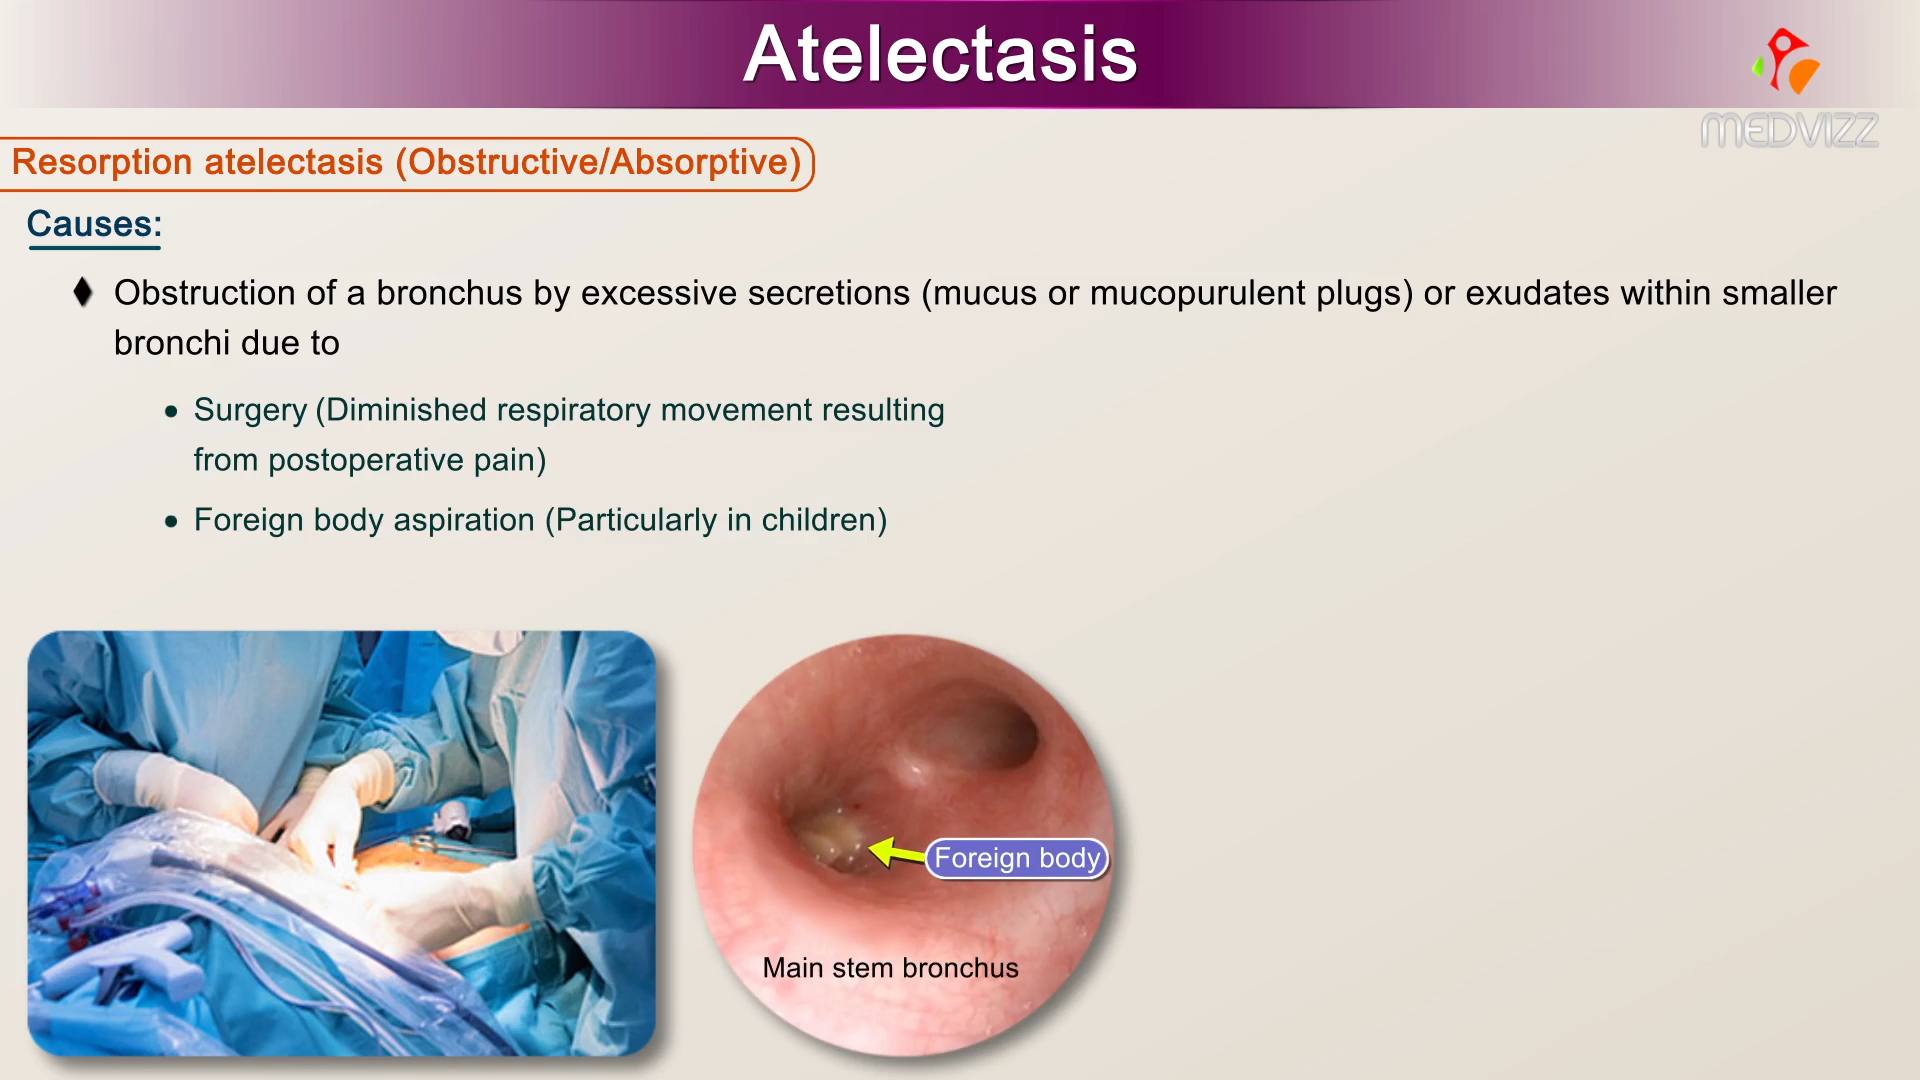 Atelectasis
MEDVIZZ
Resorption atelectasis (Obstructive/Absorptive)
Causes:
Obstruction of a bronchus by excessive secretions (mucus or mucopurulent plugs) or exudates within smaller
bronchi due to
Surgery (Diminished respiratory movement resulting
from postoperative pain)
Foreign body aspiration (Particularly in children)
Foreign body
Main stem bronchus